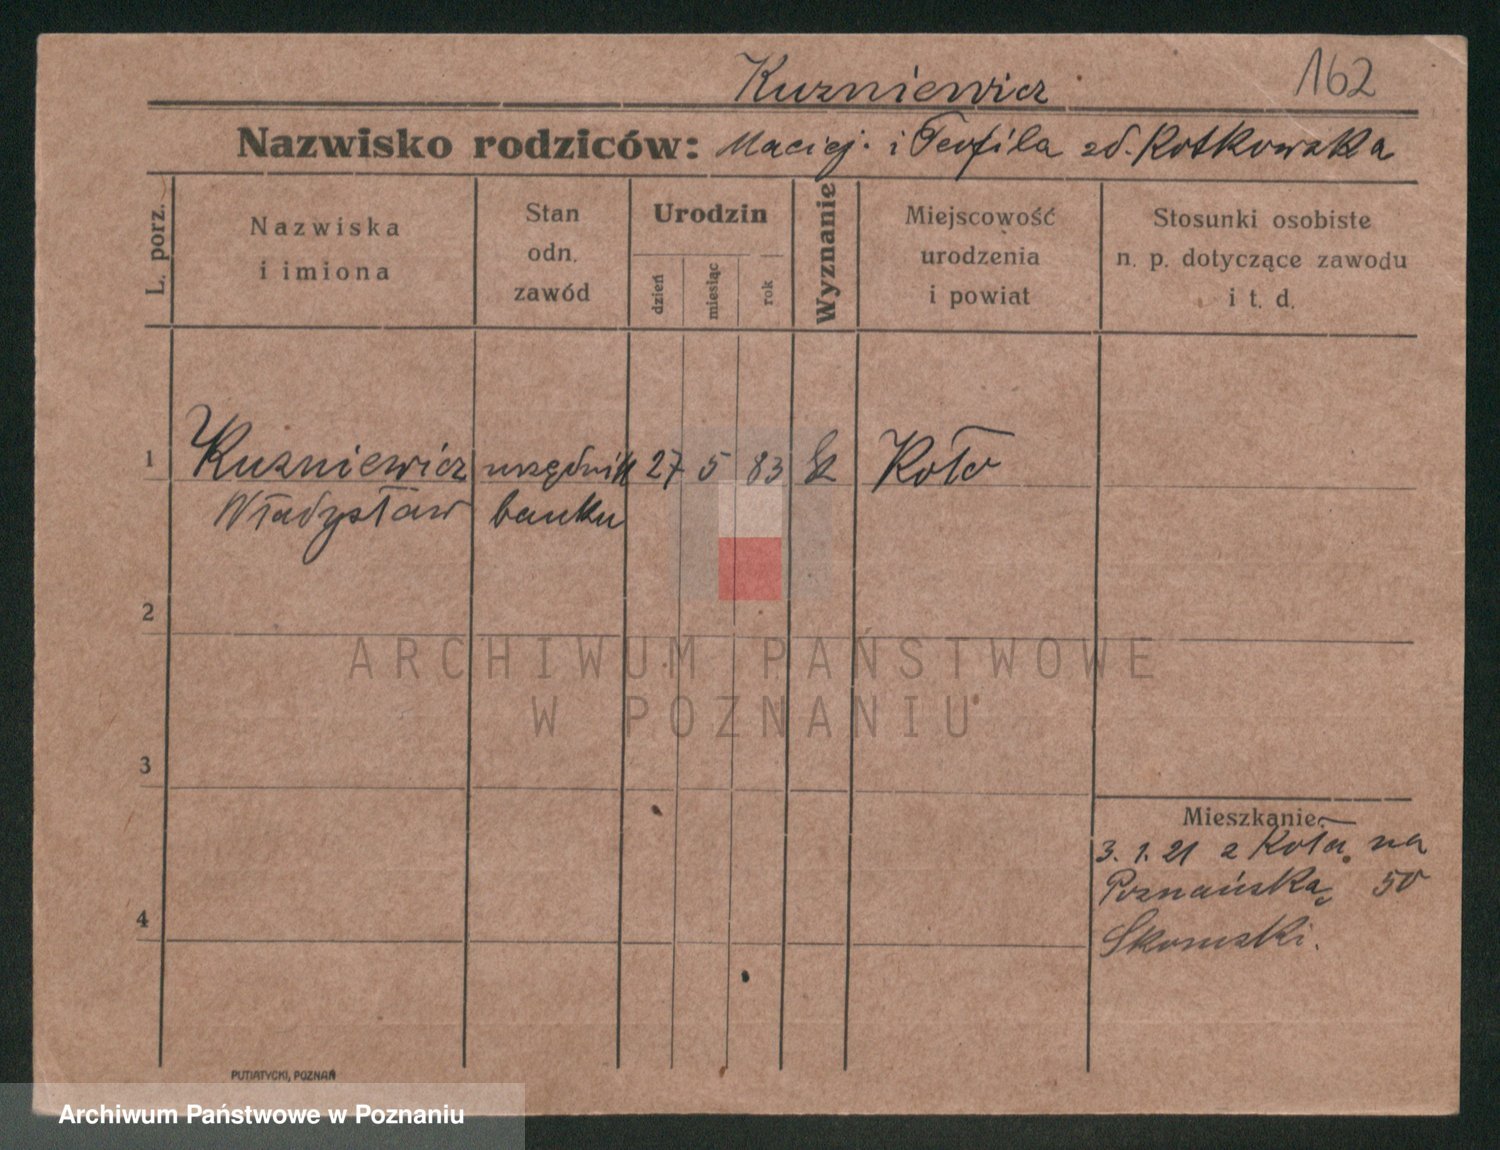 Kuzniewicz
162
Nazwisko rodziców: Maciej i Teofila zd. Rotkowska
L. porz.
Nazwiska
i imiona
Stan
odn.
zawód
Urodzin
dzień
miesiąc
rok
Wyznanie
Miejscowość
urodzenia
i powiat
Stosunki osobiste
n. p. dotyczące zawodu
i t. d.
1 Kuzniewicz urzędnik 27 5 83 Koło
Władysław banku
2
ARCHIWUM PAŃSTWOWE
W POZNANIU
3
Mieszkanie
3. 1. 21 z Koła na
Poznańską 50
4
PUTIATYCKI, POZNAŃ
Archiwum Państwowe w Poznaniu